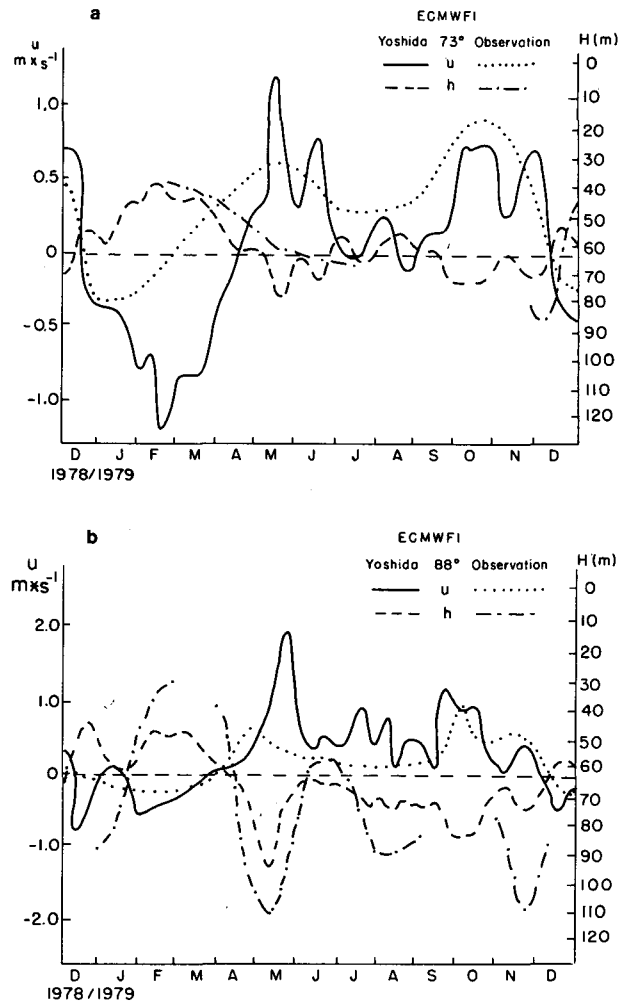 a
ECMWFI
Yoshida 73° Observation
u
h
u
m x s⁻¹
H(m)
1.0
0.5
0
-0.5
-1.0
0
10
20
30
40
50
60
70
80
90
100
110
120
D J F M A M J J A S O N D
1978/1979
b
ECMWFI
Yoshida 88° Observation
u
h
u
m×s⁻¹
H(m)
2.0
1.0
0
-1.0
-2.0
0
10
20
30
40
50
60
70
80
90
100
110
120
D J F M A M J J A S O N D
1978/1979